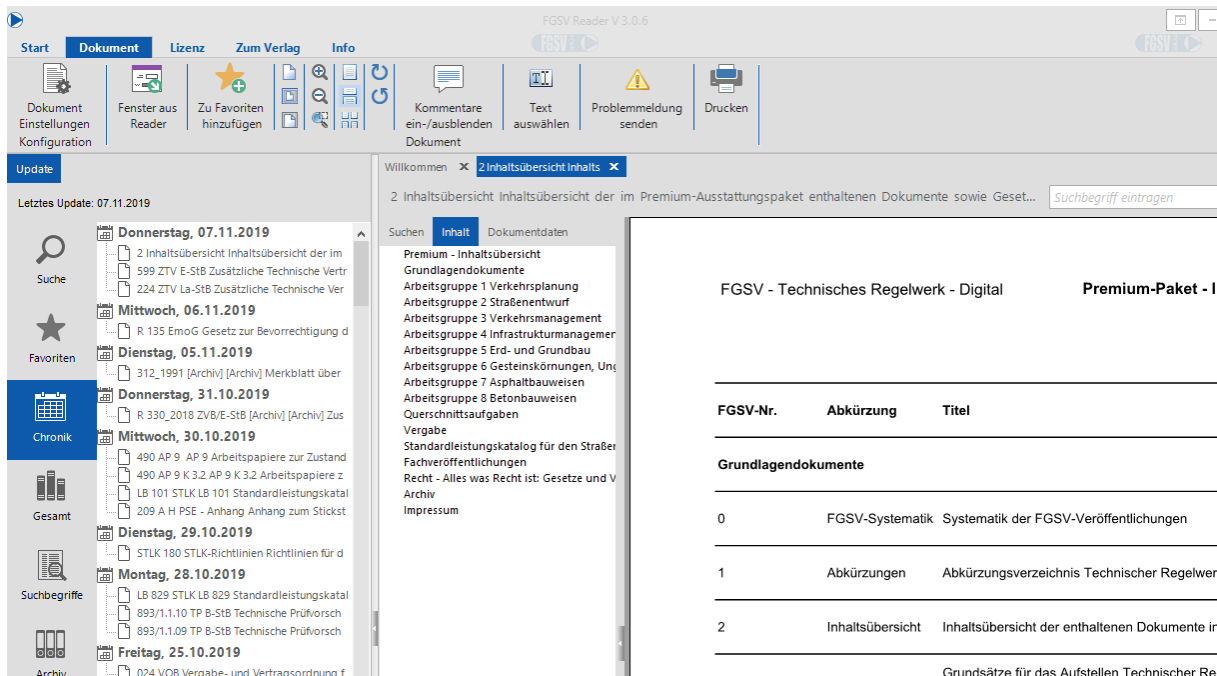 FGSV Reader V 3.0.6
Start Dokument Lizenz Zum Verlag Info
FGSV
FGSV
Dokument
Einstellungen
Konfiguration
Fenster aus
Reader
Zu Favoriten
hinzufügen
Kommentare
ein-/ausblenden
Text
auswählen
Problemmeldung
senden
Drucken
Dokument
Update
Letztes Update: 07.11.2019
Suche
Favoriten
Chronik
Gesamt
Suchbegriffe
Archiv
Donnerstag, 07.11.2019
2 Inhaltsübersicht Inhaltsübersicht der im
599 ZTV E-StB Zusätzliche Technische Vertr
224 ZTV La-StB Zusätzliche Technische Ver
Mittwoch, 06.11.2019
R 135 EmoG Gesetz zur Bevorrechtigung d
Dienstag, 05.11.2019
312_1991 [Archiv] [Archiv] Merkblatt über
Donnerstag, 31.10.2019
R 330_2018 ZVB/E-StB [Archiv] [Archiv] Zus
Mittwoch, 30.10.2019
490 AP 9 AP 9 Arbeitspapiere zur Zustand
490 AP 9 K 3.2 AP 9 K 3.2 Arbeitspapiere z
LB 101 STLK LB 101 Standardleistungskatal
209 A H PSE - Anhang Anhang zum Stickst
Dienstag, 29.10.2019
STLK 180 STLK-Richtlinien Richtlinien für d
Montag, 28.10.2019
LB 829 STLK LB 829 Standardleistungskatal
893/1.1.10 TP B-StB Technische Prüfvorsch
893/1.1.09 TP B-StB Technische Prüfvorsch
Freitag, 25.10.2019
024 VOB Vergabe- und Vertragsordnung f
Willkommen 2 Inhaltsübersicht Inhalts
2 Inhaltsübersicht Inhaltsübersicht der im Premium-Ausstattungspaket enthaltenen Dokumente sowie Geset...
Suchbegriff eintragen
Suchen Inhalt Dokumentdaten
Premium - Inhaltsübersicht
Grundlagendokumente
Arbeitsgruppe 1 Verkehrsplanung
Arbeitsgruppe 2 Straßenentwurf
Arbeitsgruppe 3 Verkehrsmanagement
Arbeitsgruppe 4 Infrastrukturmanagemen
Arbeitsgruppe 5 Erd- und Grundbau
Arbeitsgruppe 6 Gesteinskörnungen, Ung
Arbeitsgruppe 7 Asphaltbauweisen
Arbeitsgruppe 8 Betonbauweisen
Querschnittsaufgaben
Vergabe
Standardleistungskatalog für den Straßen
Fachveröffentlichungen
Recht - Alles was Recht ist: Gesetze und V
Archiv
Impressum
FGSV - Technisches Regelwerk - Digital Premium-Paket - I
FGSV-Nr. Abkürzung Titel
Grundlagendokumente
0 FGSV-Systematik Systematik der FGSV-Veröffentlichungen
1 Abkürzungen Abkürzungsverzeichnis Technischer Regelwer
2 Inhaltsübersicht Inhaltsübersicht der enthaltenen Dokumente in
Grundsätze für das Aufstellen Technischer Re